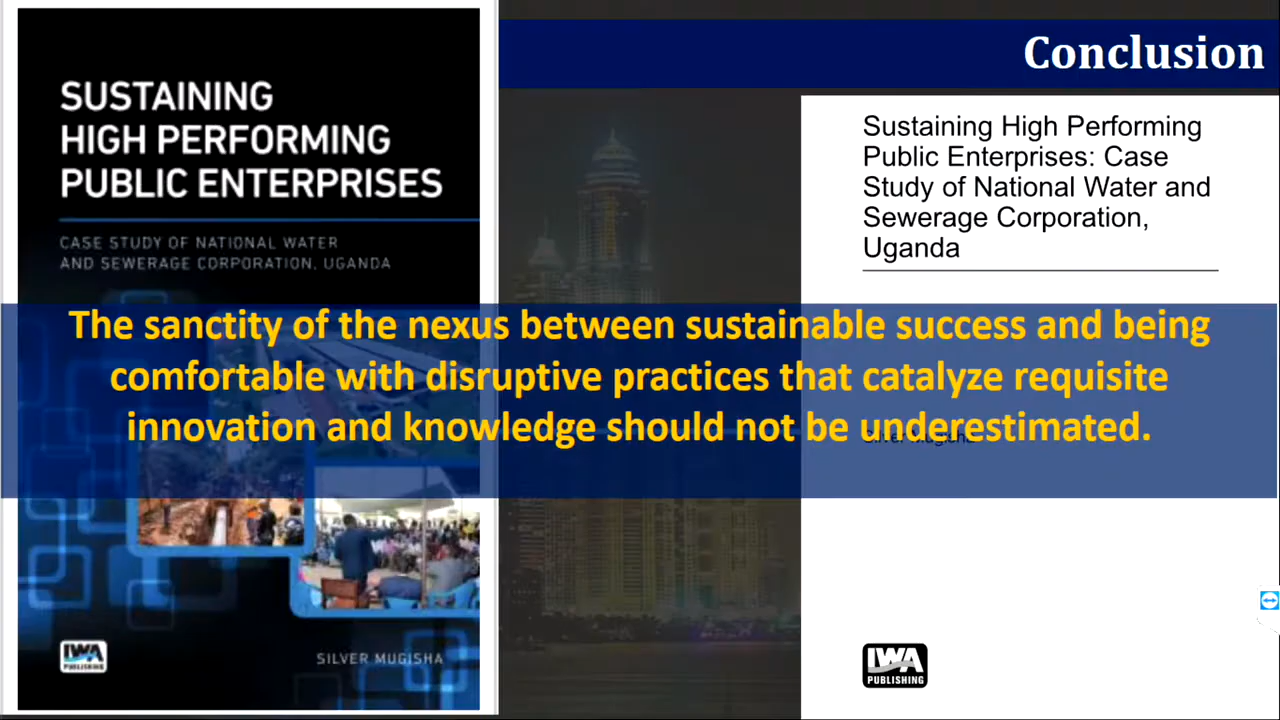 Conclusion
SUSTAINING
HIGH PERFORMING
PUBLIC ENTERPRISES
CASE STUDY OF NATIONAL WATER
AND SEWERAGE CORPORATION, UGANDA
Sustaining High Performing
Public Enterprises: Case
Study of National Water and
Sewerage Corporation,
Uganda
The sanctity of the nexus between sustainable success and being
comfortable with disruptive practices that catalyze requisite
innovation and knowledge should not be underestimated.
Silver Mugisha
IWA
PUBLISHING
SILVER MUGISHA
IWA
PUBLISHING